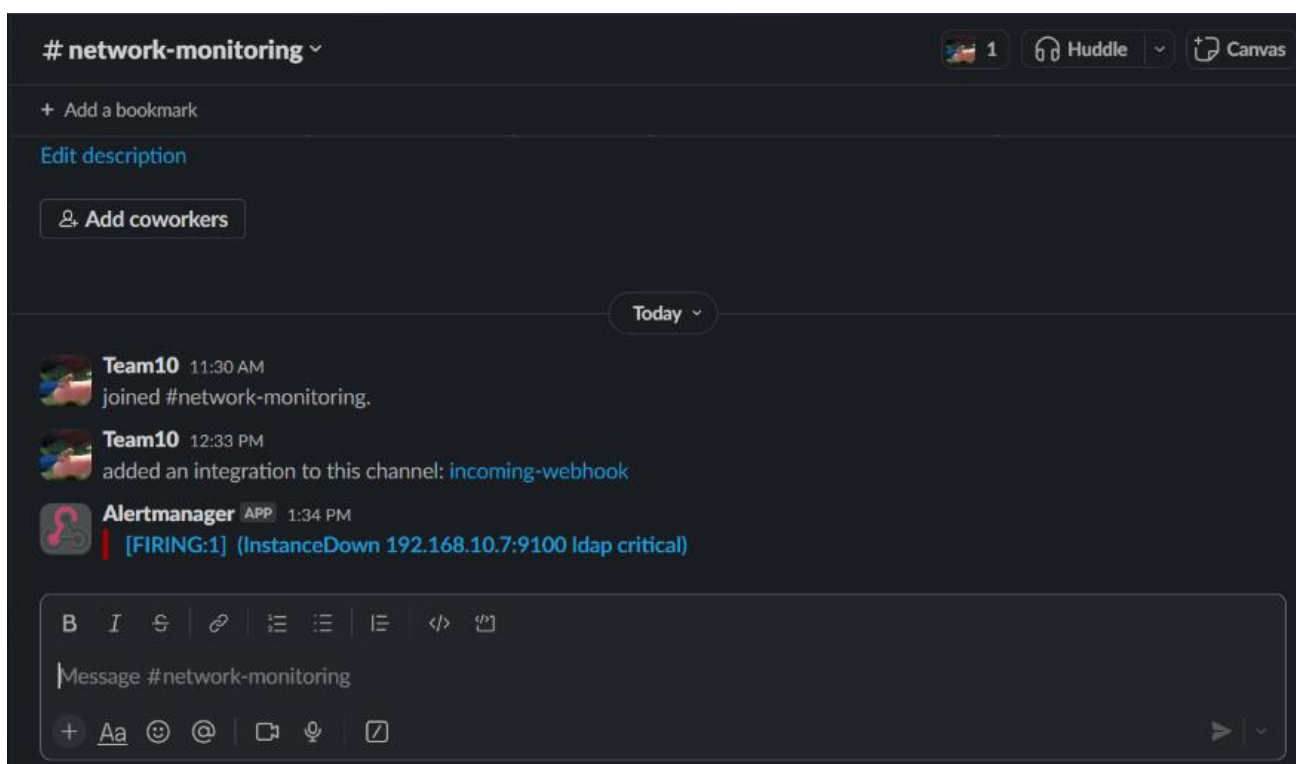 # network-monitoring
1
Huddle
Canvas
+ Add a bookmark
Edit description
Add coworkers
Today
Team10 11:30 AM
joined #network-monitoring.
Team10 12:33 PM
added an integration to this channel: incoming-webhook
Alertmanager APP 1:34 PM
[FIRING:1] (InstanceDown 192.168.10.7:9100 ldap critical)
B I S
Message #network-monitoring
+ Aa @